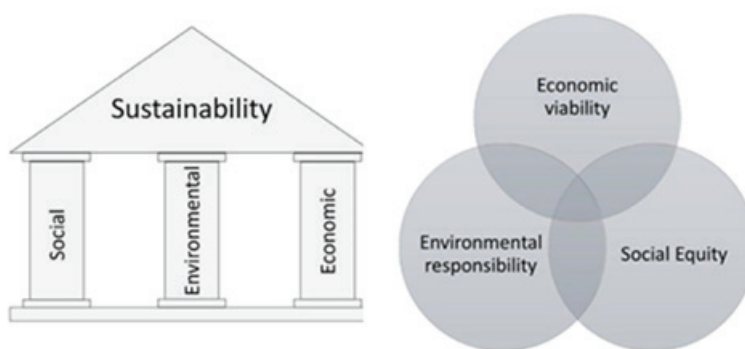 Sustainability
Social
Environmental
Economic
Economic
viability
Environmental
responsibility
Social Equity